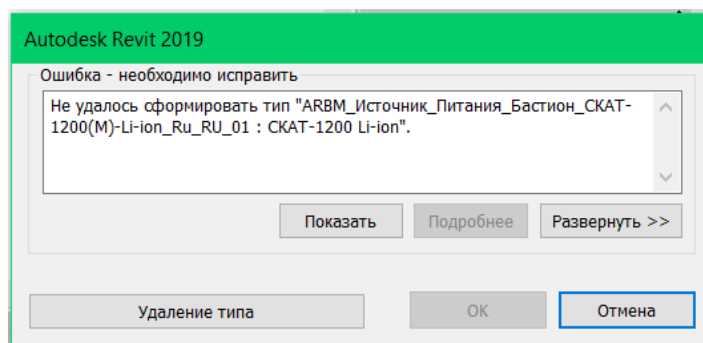 Autodesk Revit 2019
Ошибка - необходимо исправить
Не удалось сформировать тип "ARBM_Источник_Питания_Бастион_СКАТ-
1200(M)-Li-ion_Ru_RU_01 : СКАТ-1200 Li-ion".
Показать Подробнее Развернуть >>
Удаление типа OK Отмена